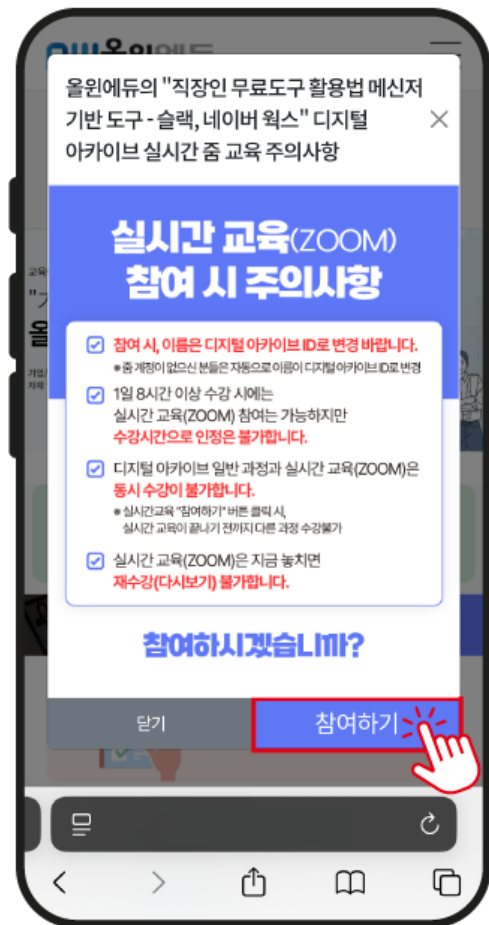 올윈에듀
올윈에듀의 "직장인 무료도구 활용법 메신저
기반 도구 - 슬랙, 네이버 웍스" 디지털
아카이브 실시간 줌 교육 주의사항
실시간 교육(ZOOM)
참여 시 주의사항
참여 시, 이름은 디지털 아카이브 ID로 변경 바랍니다.
※줌 계정이 없으신 분들은 자동으로 이름이 디지털 아카이브 ID로 변경
1일 8시간 이상 수강 시에는
실시간 교육(ZOOM) 참여는 가능하지만
수강시간으로 인정은 불가합니다.
디지털 아카이브 일반 과정과 실시간 교육(ZOOM)은
동시 수강이 불가합니다.
※실시간교육 "참여하기" 버튼 클릭 시,
실시간 교육이 끝나기 전까지 다른 과정 수강불가
실시간 교육(ZOOM)은 지금 놓치면
재수강(다시보기) 불가합니다.
참여하시겠습니까?
닫기
참여하기